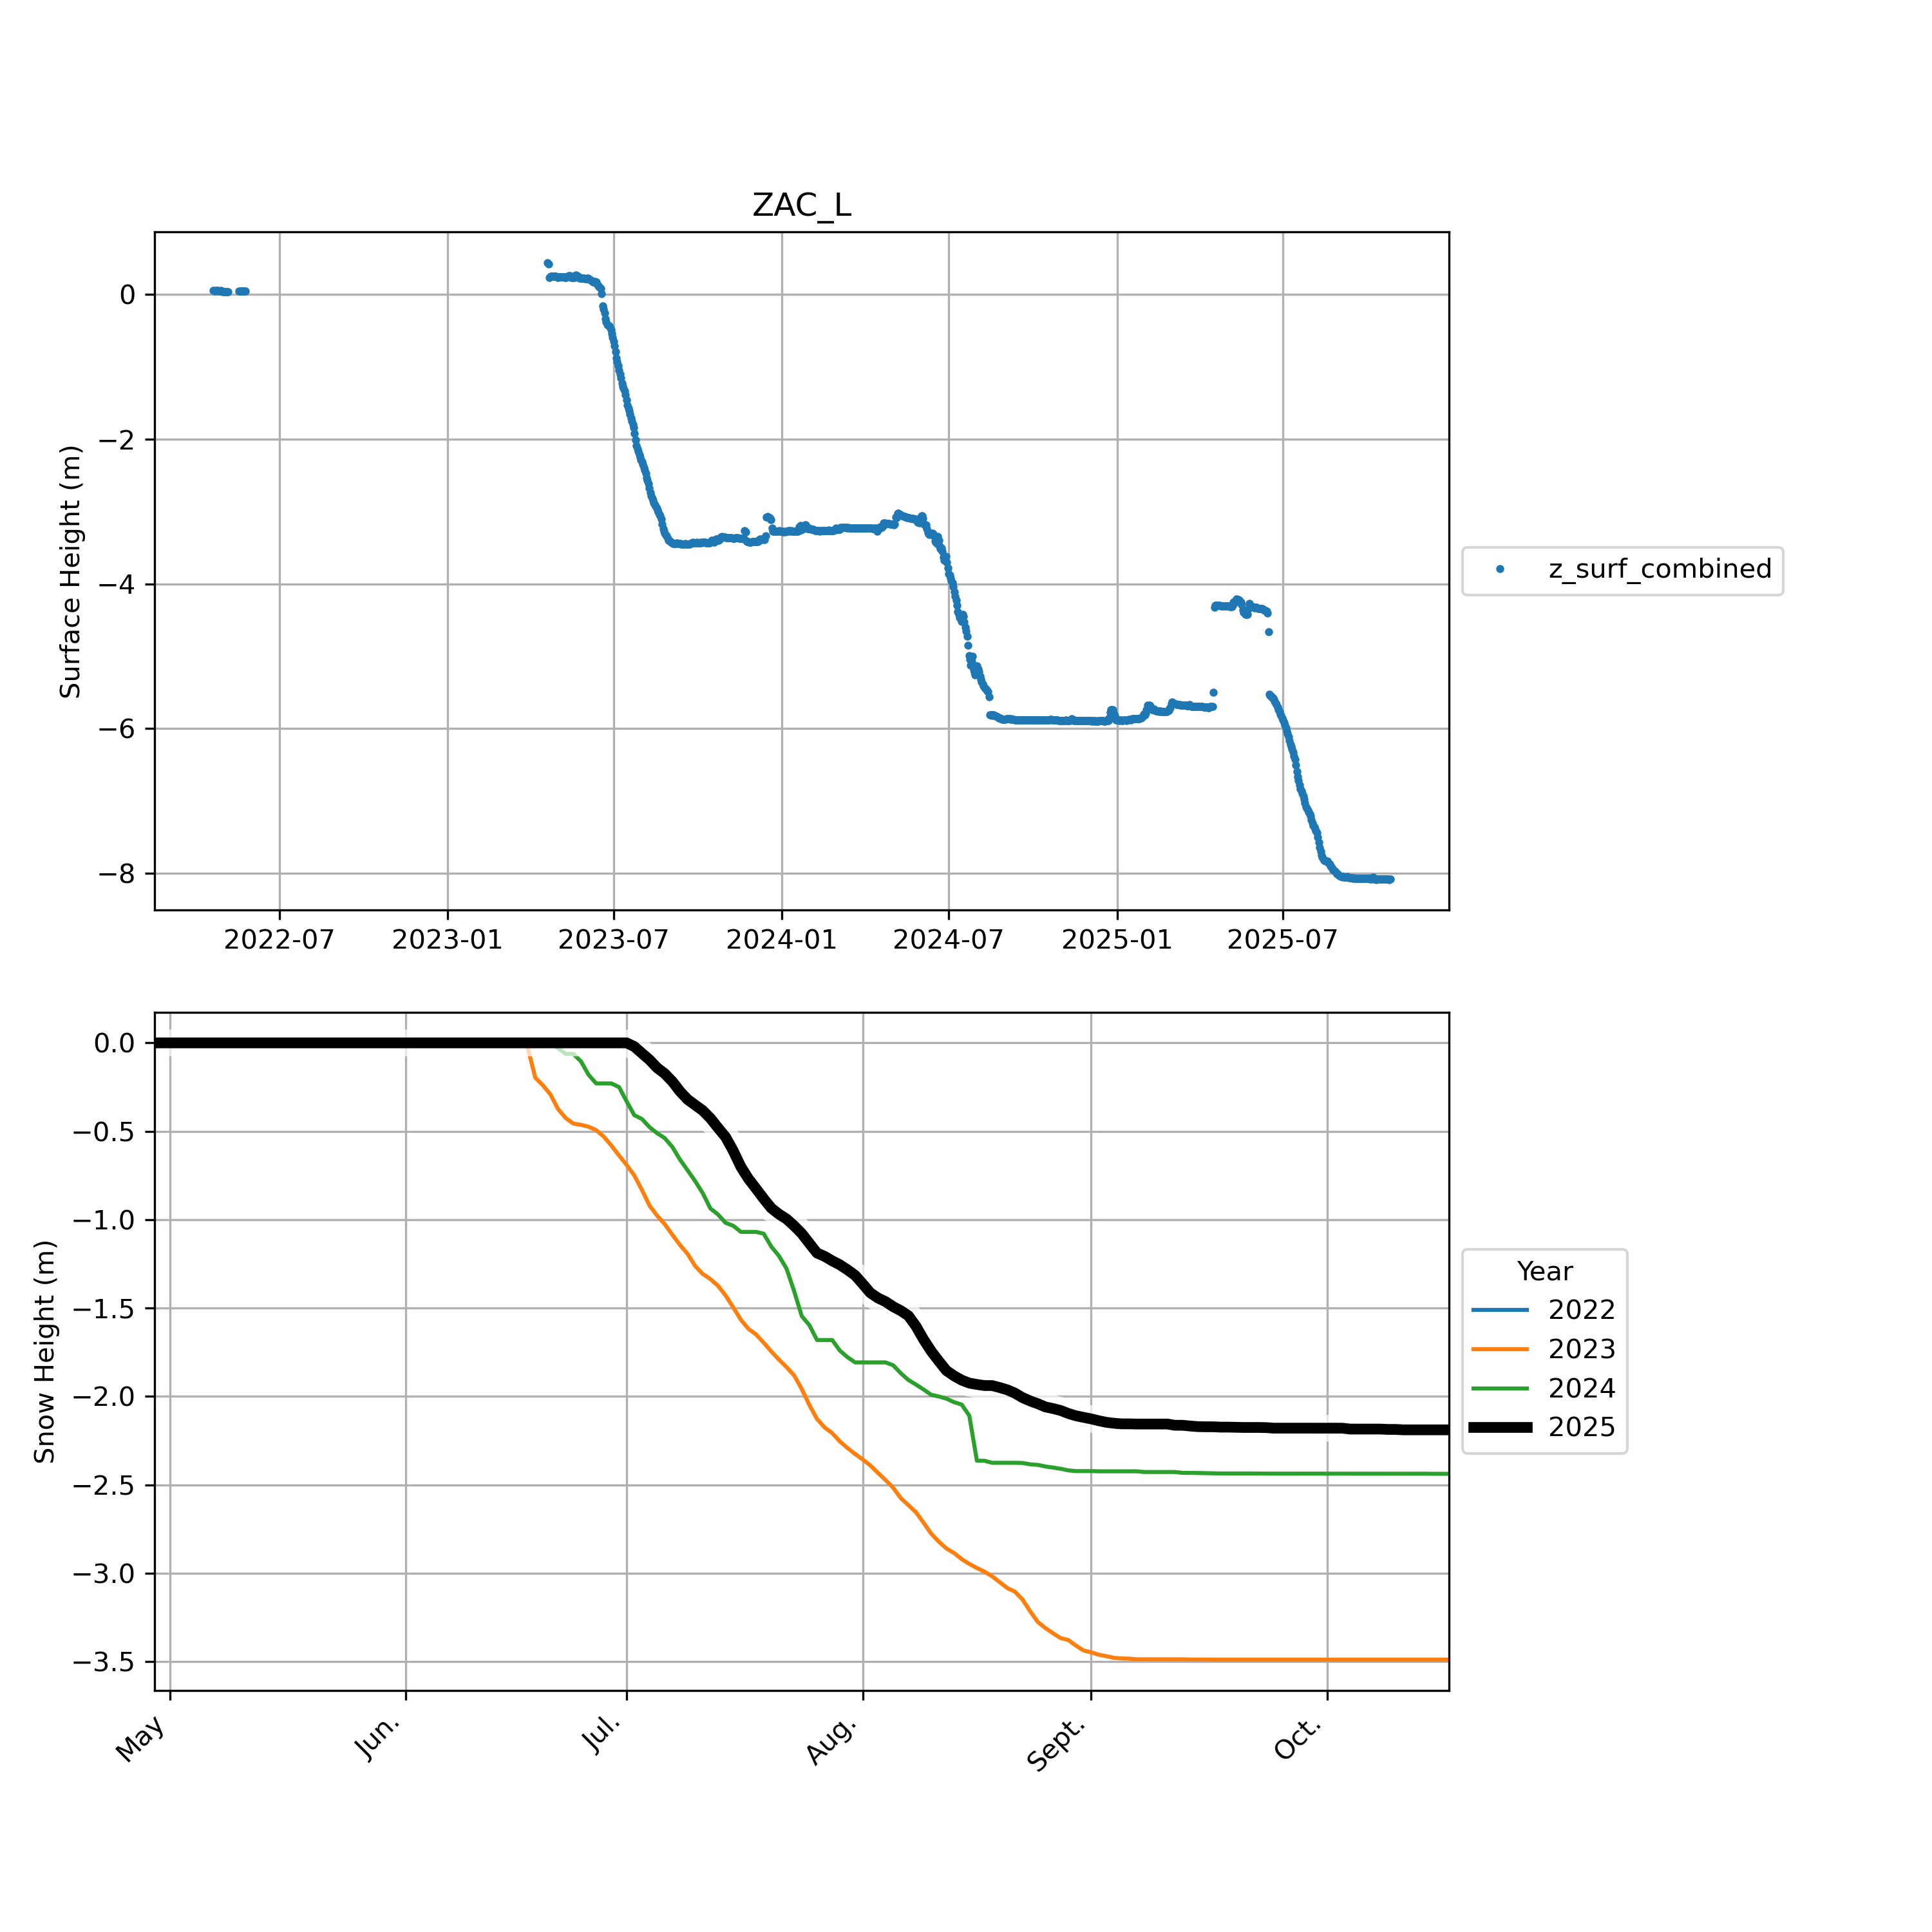 ZAC_L
Surface Height (m)
0
−2
−4
−6
−8
2022-07 2023-01 2023-07 2024-01 2024-07 2025-01 2025-07
z_surf_combined
Snow Height (m)
0.0
−0.5
−1.0
−1.5
−2.0
−2.5
−3.0
−3.5
May Jun. Jul. Aug. Sept. Oct.
Year
2022
2023
2024
2025